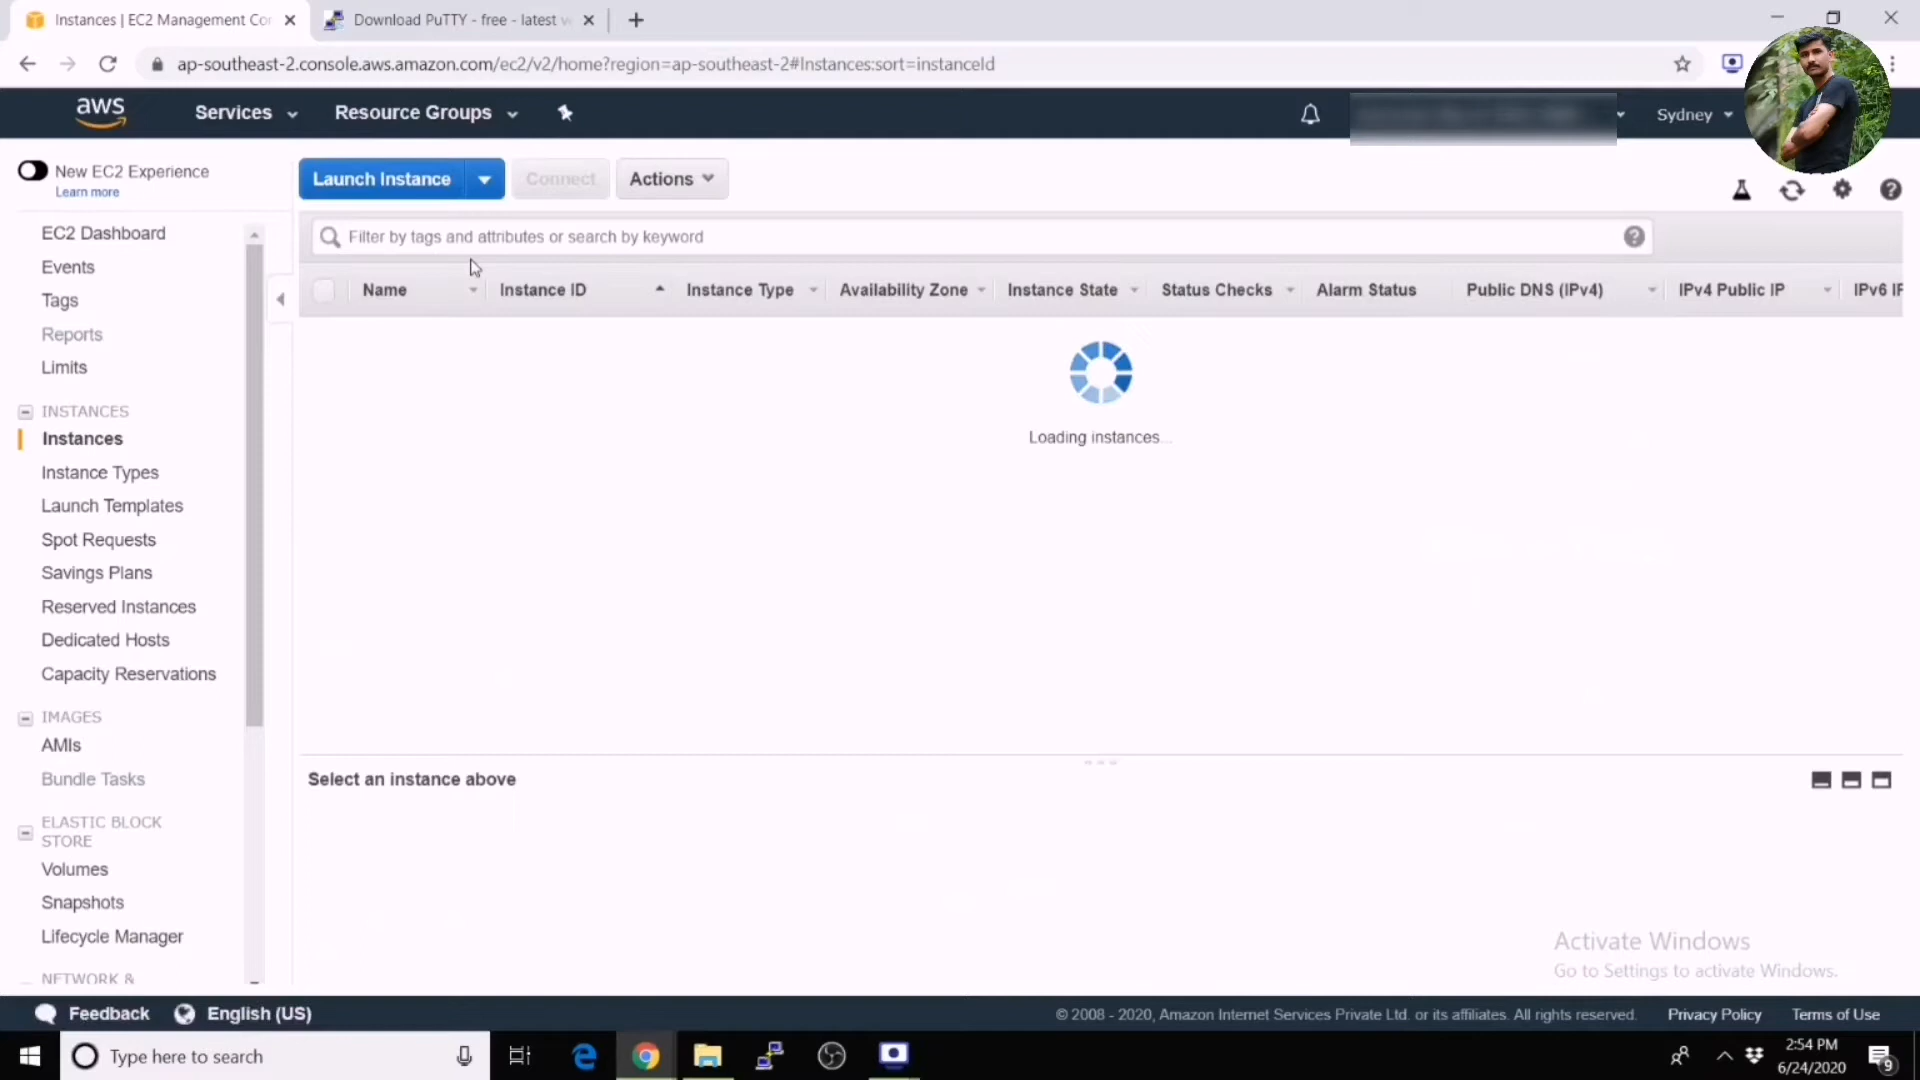 Instances | EC2 Management Con
Download PuTTY - free - latest v
ap-southeast-2.console.aws.amazon.com/ec2/v2/home?region=ap-southeast-2#Instances:sort=instanceId
aws
Services
Resource Groups
Sydney
New EC2 Experience
Learn more
Launch Instance
Connect
Actions
EC2 Dashboard
Events
Tags
Reports
Limits
INSTANCES
Instances
Instance Types
Launch Templates
Spot Requests
Savings Plans
Reserved Instances
Dedicated Hosts
Capacity Reservations
IMAGES
AMIs
Bundle Tasks
ELASTIC BLOCK
STORE
Volumes
Snapshots
Lifecycle Manager
NETWORK &
Filter by tags and attributes or search by keyword
Name Instance ID Instance Type Availability Zone Instance State Status Checks Alarm Status Public DNS (IPv4) IPv4 Public IP IPv6 IP
Loading instances...
Select an instance above
Activate Windows
Go to Settings to activate Windows.
Feedback English (US)
© 2008 - 2020, Amazon Internet Services Private Ltd. or its affiliates. All rights reserved. Privacy Policy Terms of Use
Type here to search
2:54 PM
6/24/2020
9